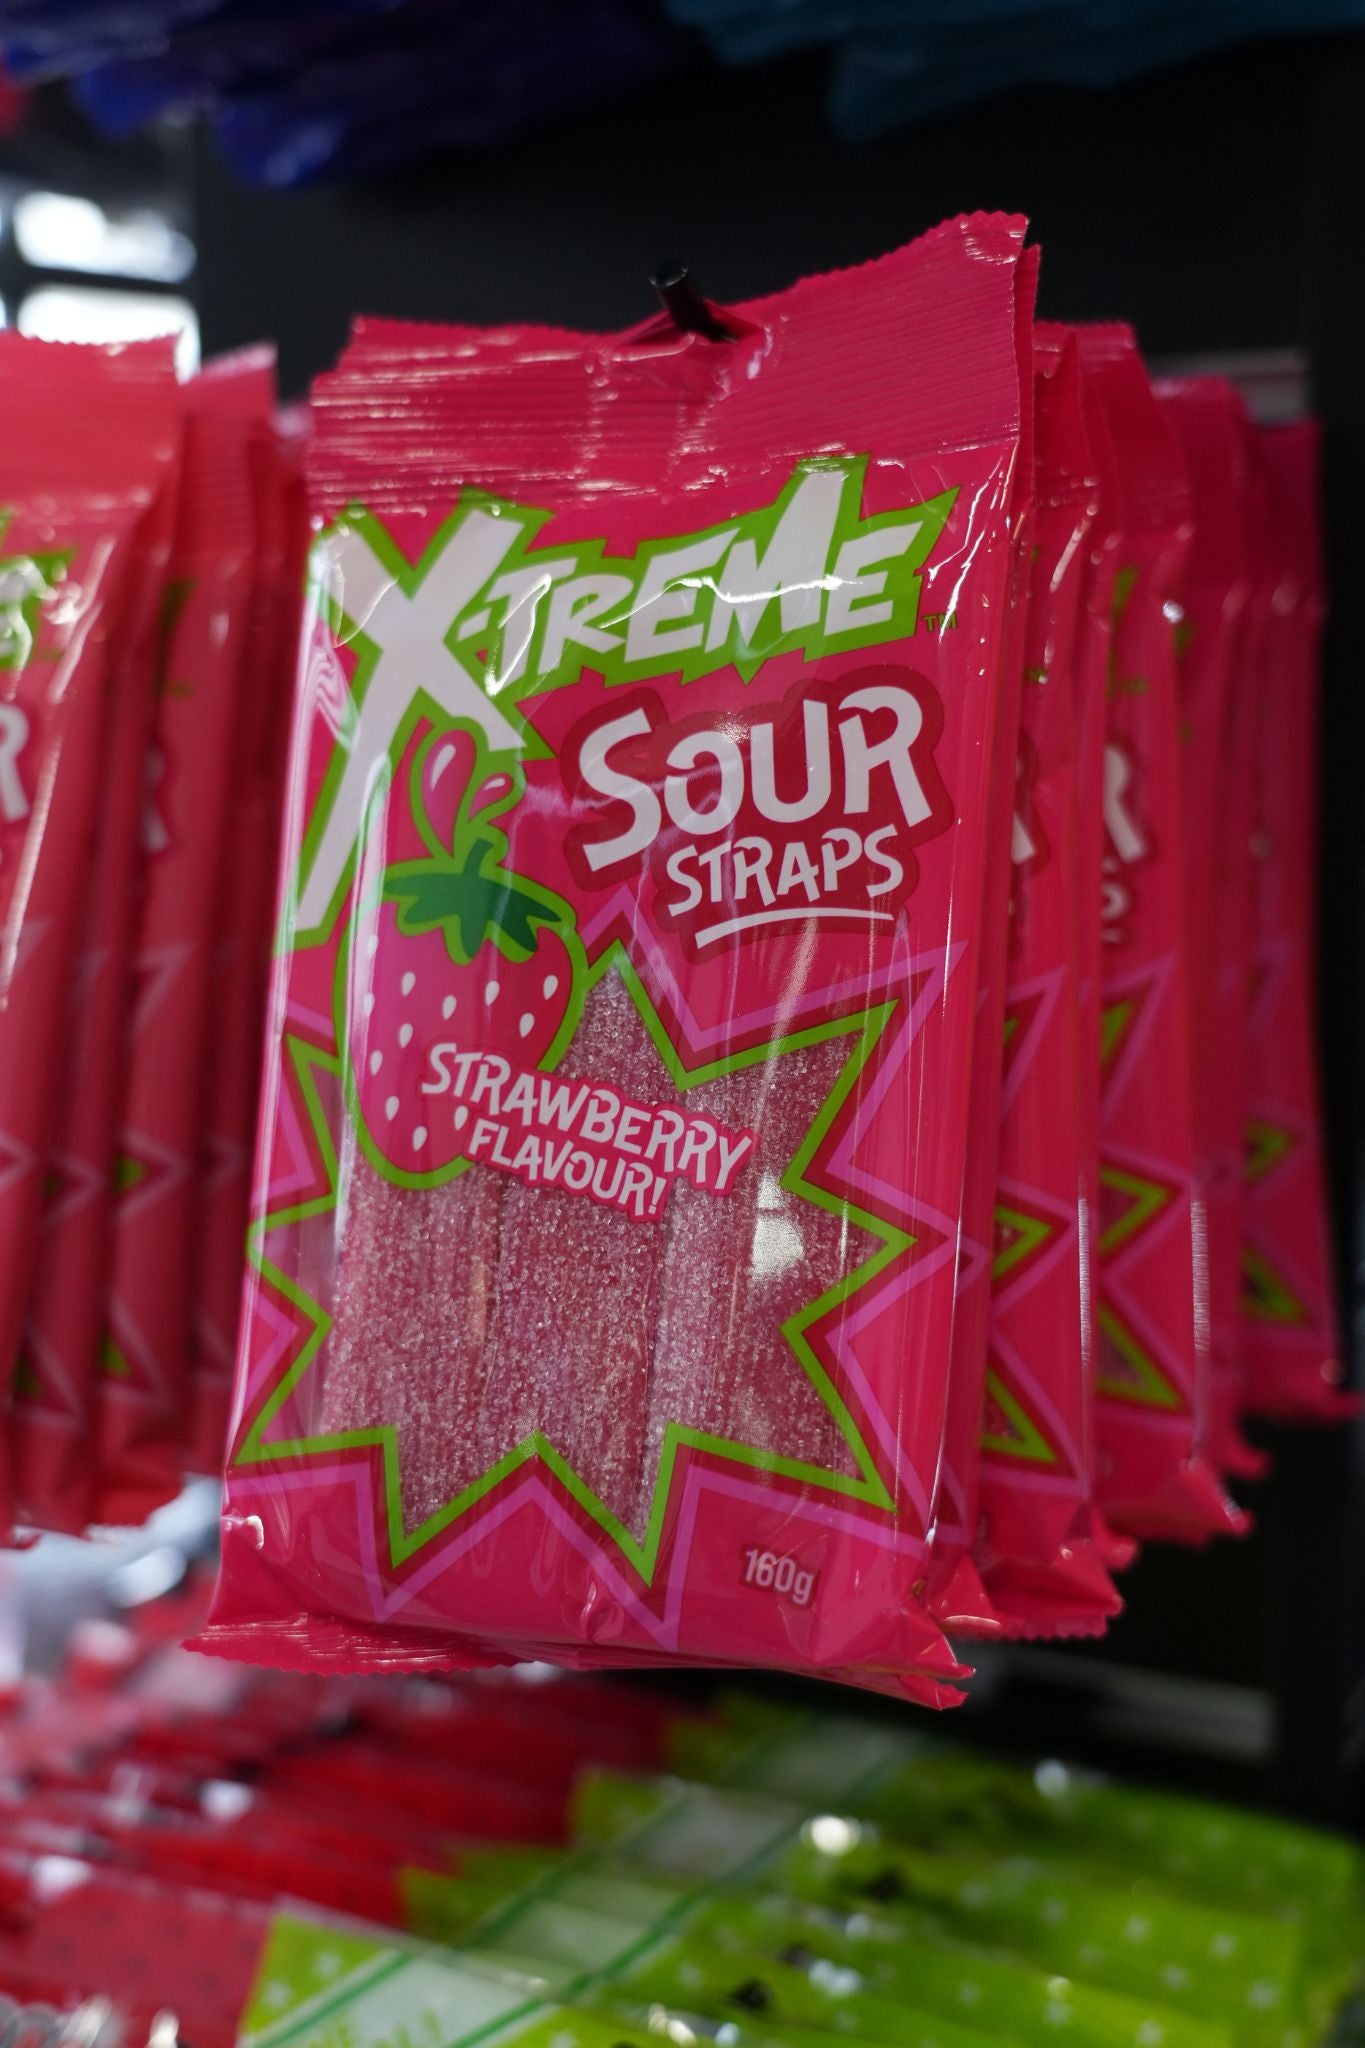 X-TREME™
SOUR
STRAPS
STRAWBERRY
FLAVOUR!
160g